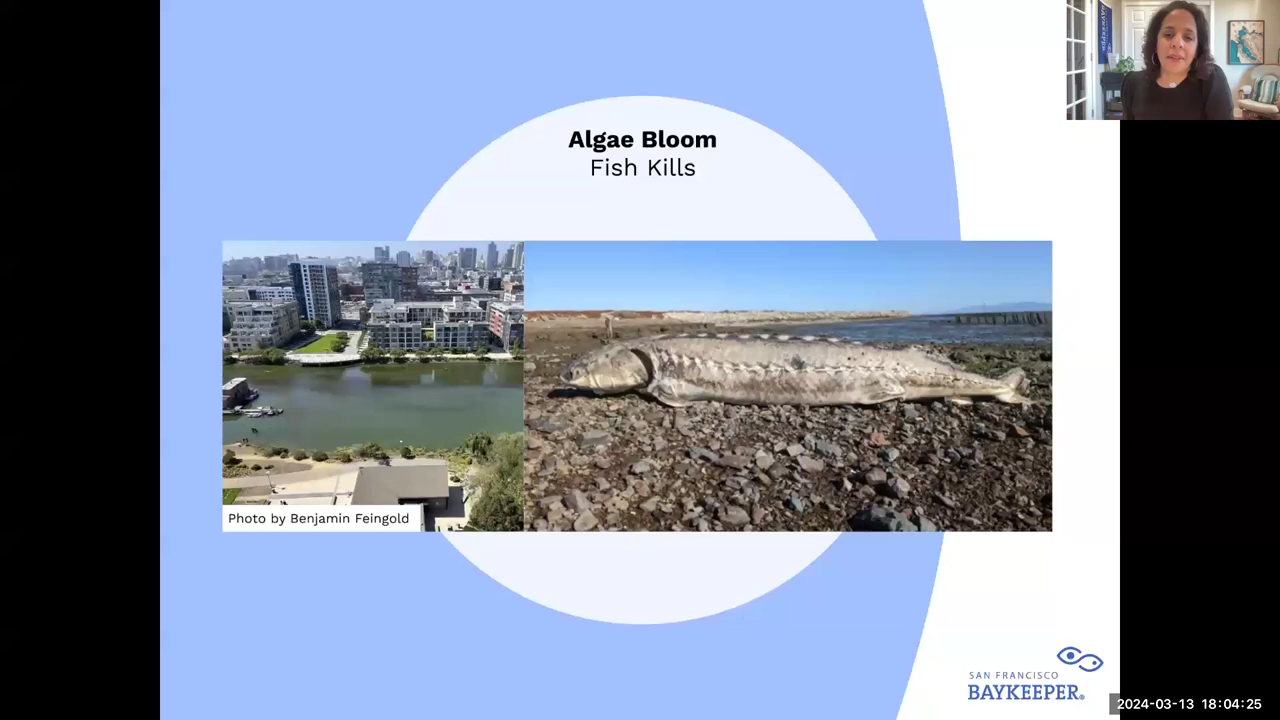 Algae Bloom
Fish Kills
Photo by Benjamin Feingold
SAN FRANCISCO
BAYKEEPER®
2024-03-13 18:04:25